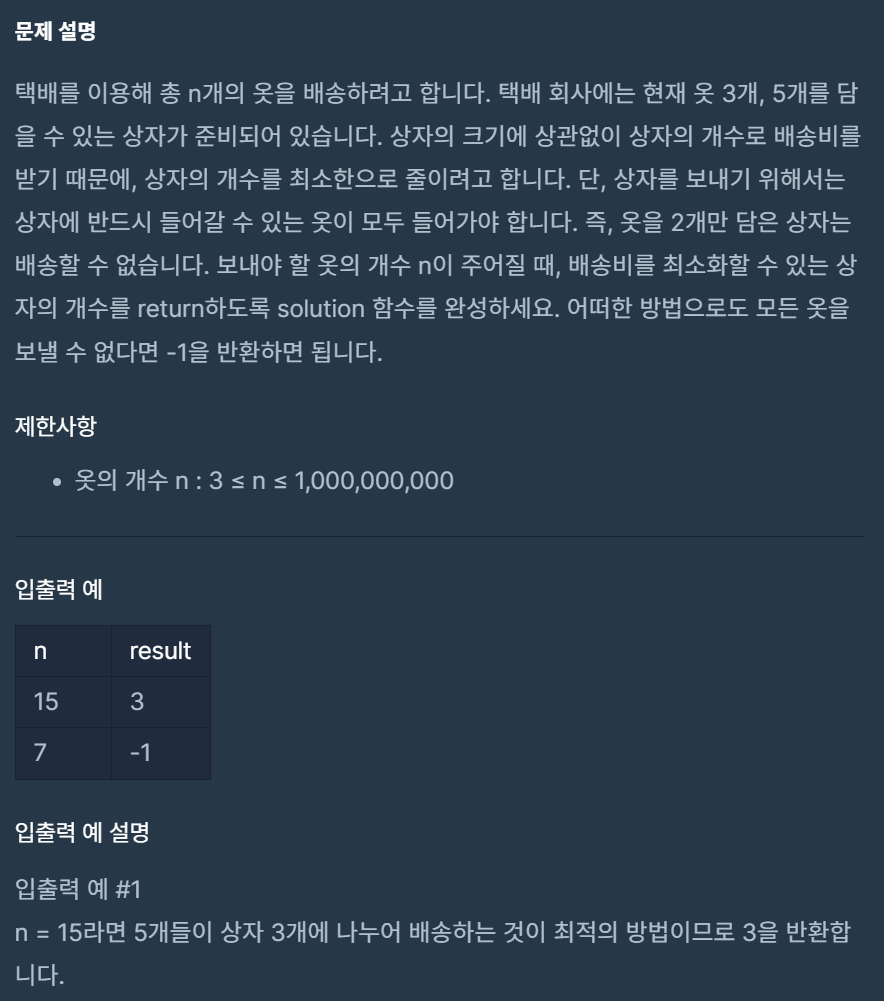 문제 설명
택배를 이용해 총 n개의 옷을 배송하려고 합니다. 택배 회사에는 현재 옷 3개, 5개를 담
을 수 있는 상자가 준비되어 있습니다. 상자의 크기에 상관없이 상자의 개수로 배송비를
받기 때문에, 상자의 개수를 최소한으로 줄이려고 합니다. 단, 상자를 보내기 위해서는
상자에 반드시 들어갈 수 있는 옷이 모두 들어가야 합니다. 즉, 옷을 2개만 담은 상자는
배송할 수 없습니다. 보내야 할 옷의 개수 n이 주어질 때, 배송비를 최소화할 수 있는 상
자의 개수를 return하도록 solution 함수를 완성하세요. 어떠한 방법으로도 모든 옷을
보낼 수 없다면 -1을 반환하면 됩니다.
제한사항
• 옷의 개수 n : 3 ≤ n ≤ 1,000,000,000
입출력 예
n result
15 3
7 -1
입출력 예 설명
입출력 예 #1
n = 15라면 5개들이 상자 3개에 나누어 배송하는 것이 최적의 방법이므로 3을 반환합
니다.